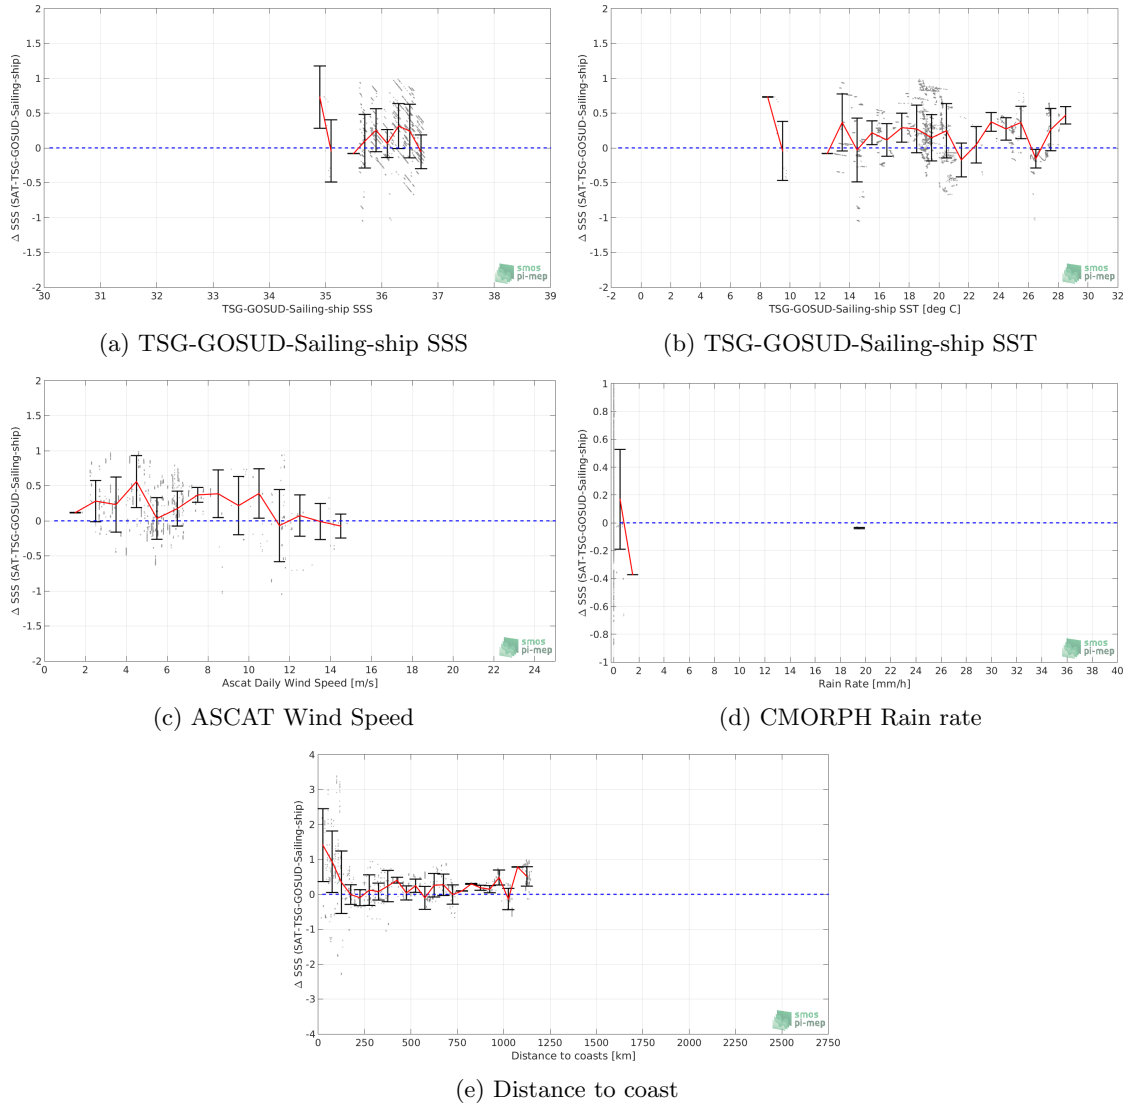 2
1.5
1
0.5
0
-0.5
-1
-1.5
-2
Δ SSS (SAT-TSG-GOSUD-Sailing-ship)
30 31 32 33 34 35 36 37 38 39
TSG-GOSUD-Sailing-ship SSS
smos
pi-mep
(a) TSG-GOSUD-Sailing-ship SSS
2
1.5
1
0.5
0
-0.5
-1
-1.5
-2
Δ SSS (SAT-TSG-GOSUD-Sailing-ship)
-2 0 2 4 6 8 10 12 14 16 18 20 22 24 26 28 30 32
TSG-GOSUD-Sailing-ship SST [deg C]
smos
pi-mep
(b) TSG-GOSUD-Sailing-ship SST
2
1.5
1
0.5
0
-0.5
-1
-1.5
-2
Δ SSS (SAT-TSG-GOSUD-Sailing-ship)
2 4 6 8 10 12 14 16 18 20 22 24
Ascat Daily Wind Speed [m/s]
smos
pi-mep
(c) ASCAT Wind Speed
1
0.8
0.6
0.4
0.2
0
-0.2
-0.4
-0.6
-0.8
-1
Δ SSS (SAT-TSG-GOSUD-Sailing-ship)
0 2 4 6 8 10 12 14 16 18 20 22 24 26 28 30 32 34 36 38 40
Rain Rate [mm/h]
smos
pi-mep
(d) CMORPH Rain rate
4
3
2
1
0
-1
-2
-3
-4
Δ SSS (SAT-TSG-GOSUD-Sailing-ship)
0 250 500 750 1000 1250 1500 1750 2000 2250 2500 2750
Distance to coasts [km]
smos
pi-mep
(e) Distance to coast